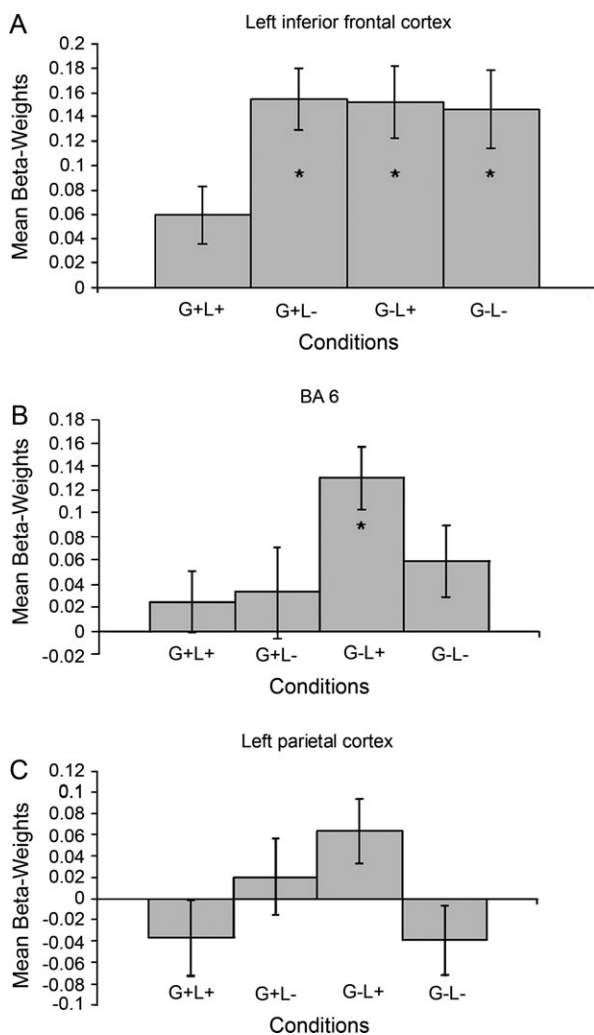 A
Left inferior frontal cortex
Mean Beta-Weights
0.2
0.18
0.16
0.14
0.12
0.1
0.08
0.06
0.04
0.02
0
*
*
*
G+L+ G+L- G-L+ G-L-
Conditions
B
BA 6
Mean Beta-Weights
0.18
0.16
0.14
0.12
0.1
0.08
0.06
0.04
0.02
0
-0.02
*
G+L+ G+L- G-L+ G-L-
Conditions
C
Left parietal cortex
Mean Beta-Weights
0.12
0.1
0.08
0.06
0.04
0.02
0
-0.02
-0.04
-0.06
-0.08
-0.1
G+L+ G+L- G-L+ G-L-
Conditions